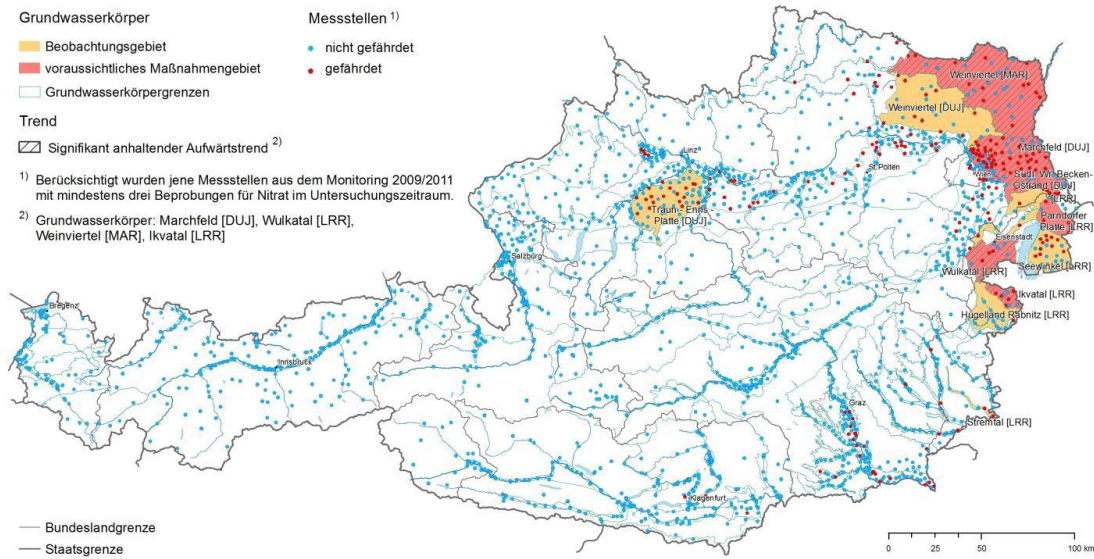 Grundwasserkörper
Beobachtungsgebiet
voraussichtliches Maßnahmengebiet
Grundwasserkörpergrenzen
Messstellen 1)
nicht gefährdet
gefährdet
Trend
Signifikant anhaltender Aufwärtstrend 2)
1) Berücksichtigt wurden jene Messstellen aus dem Monitoring 2009/2011
mit mindestens drei Beprobungen für Nitrat im Untersuchungszeitraum.
2) Grundwasserkörper: Marchfeld [DUJ], Wulkatal [LRR],
Weinviertel [MAR], Ikvatal [LRR]
Weinviertel [MAR]
Weinviertel [DUJ]
Linz
Marchfeld [DUJ]
St.Pölten
Wien
Südl. Wr. Becken-
Ostrand [DUJ]
[LRR]
Traun - Enns -
Platte [DUJ]
Parndorfer
Platte [LRR]
Eisenstadt
Salzburg
Wulkatal [LRR]
Seewinkel [LRR]
Ikvatal [LRR]
Hügelland Rabnitz [LRR]
Bregenz
Innsbruck
Graz
Stremtal [LRR]
Klagenfurt
Bundeslandgrenze
Staatsgrenze
0 25 50 100 km